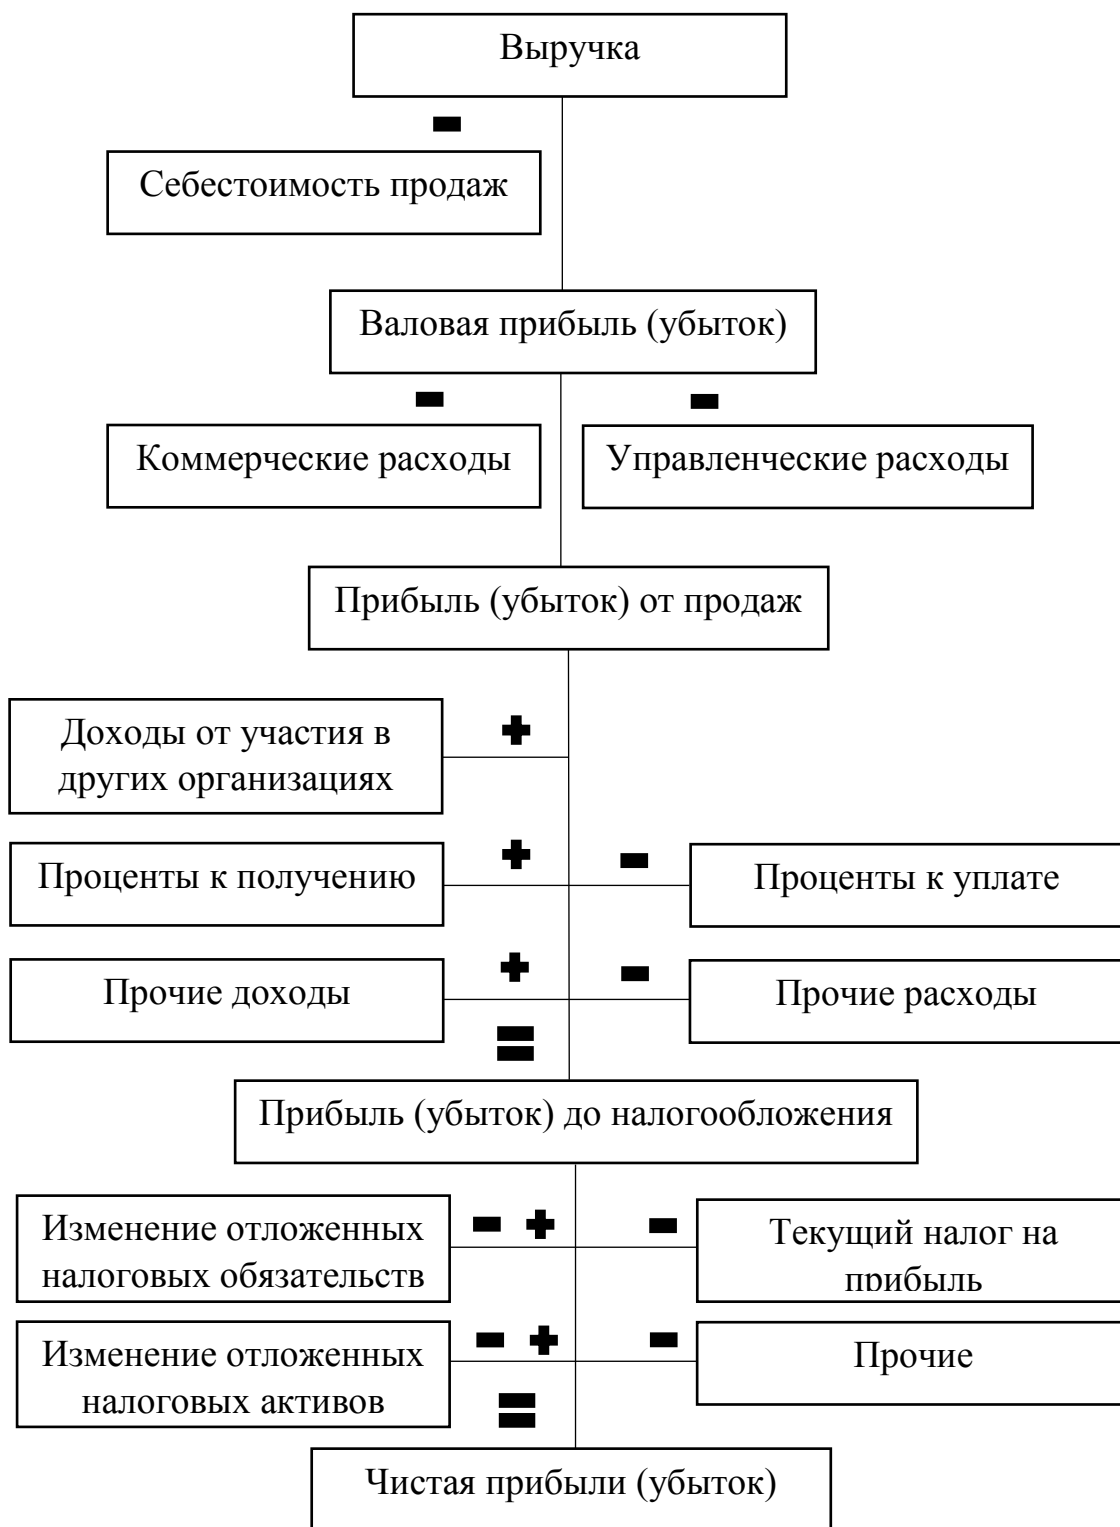 Выручка
Себестоимость продаж
Валовая прибыль (убыток)
Коммерческие расходы
Управленческие расходы
Прибыль (убыток) от продаж
Доходы от участия в
других организациях
Проценты к получению
Проценты к уплате
Прочие доходы
Прочие расходы
Прибыль (убыток) до налогообложения
Изменение отложенных
налоговых обязательств
Текущий налог на
прибыль
Изменение отложенных
налоговых активов
Прочие
Чистая прибыли (убыток)